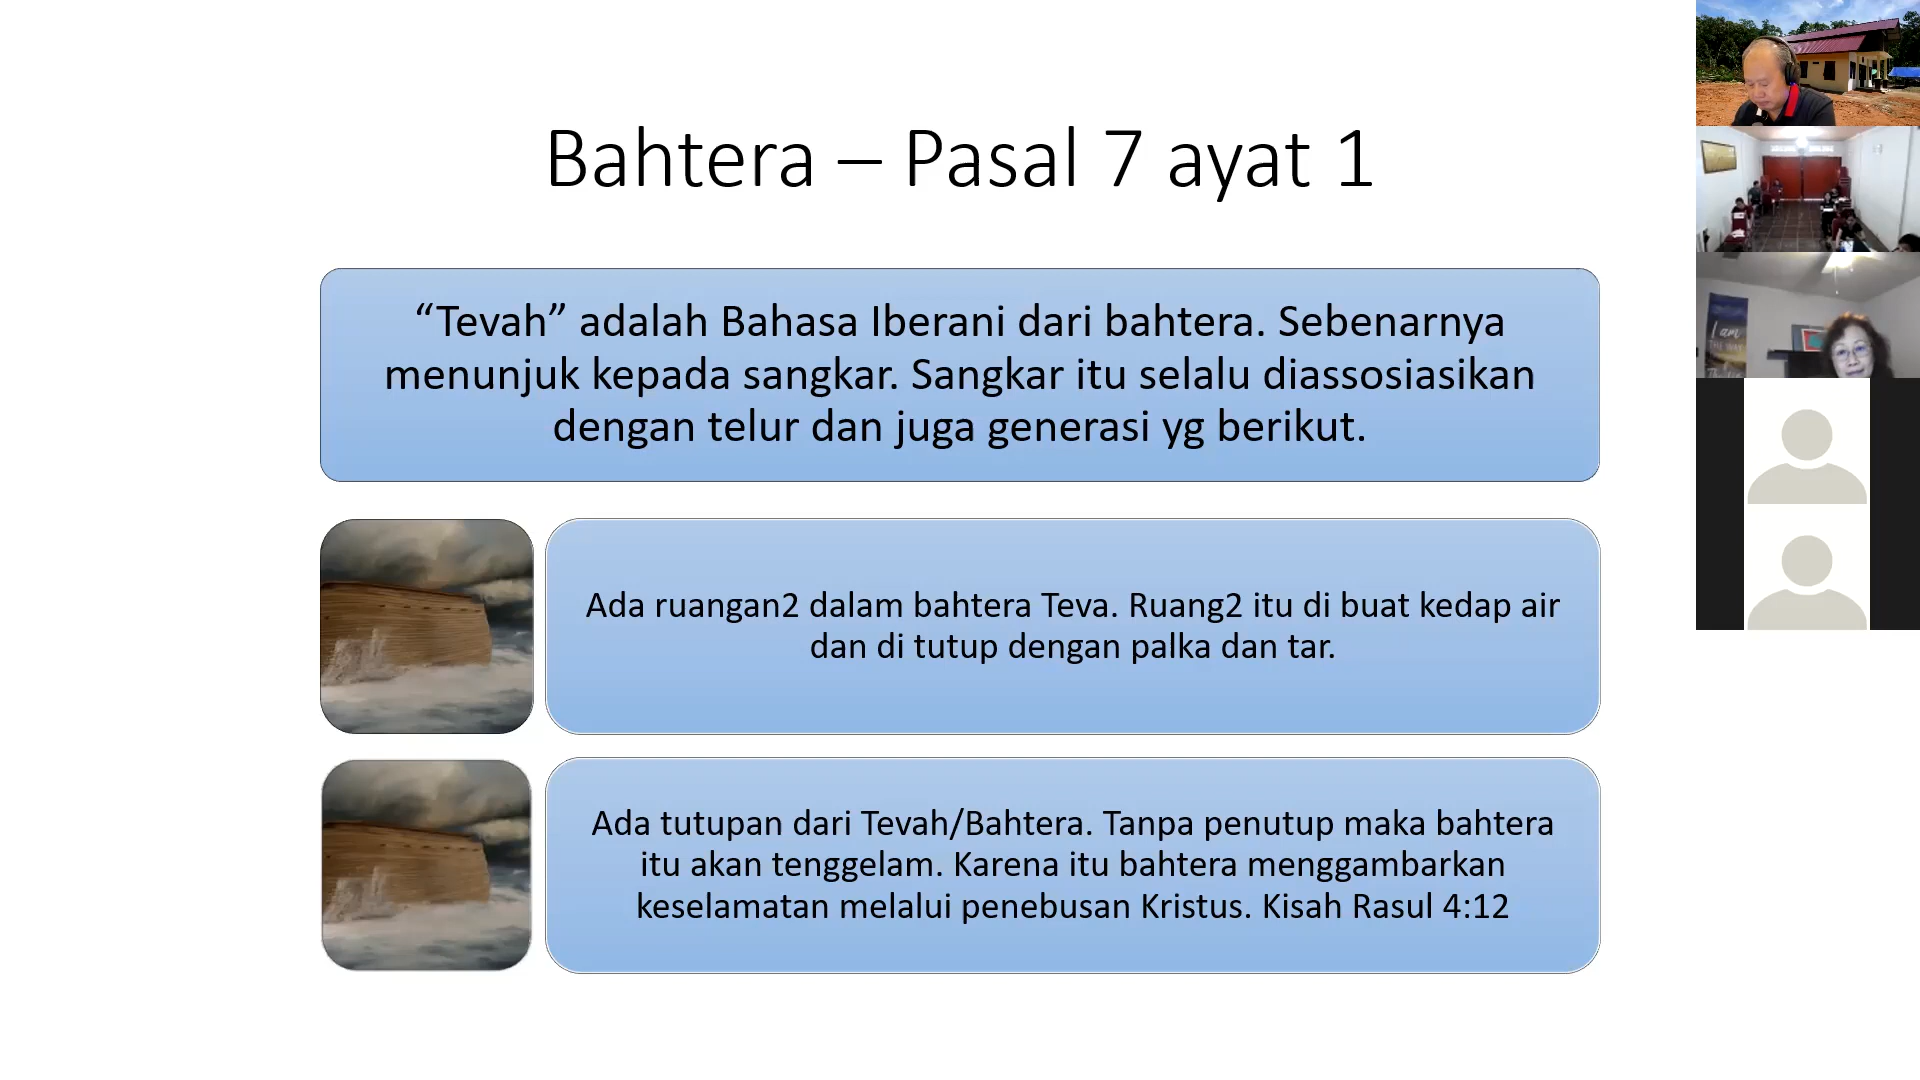 Bahtera – Pasal 7 ayat 1
“Tevah” adalah Bahasa Iberani dari bahtera. Sebenarnya
menunjuk kepada sangkar. Sangkar itu selalu diassosiasikan
dengan telur dan juga generasi yg berikut.
Ada ruangan2 dalam bahtera Teva. Ruang2 itu di buat kedap air
dan di tutup dengan palka dan tar.
Ada tutupan dari Tevah/Bahtera. Tanpa penutup maka bahtera
itu akan tenggelam. Karena itu bahtera menggambarkan
keselamatan melalui penebusan Kristus. Kisah Rasul 4:12
I am
THE WAY